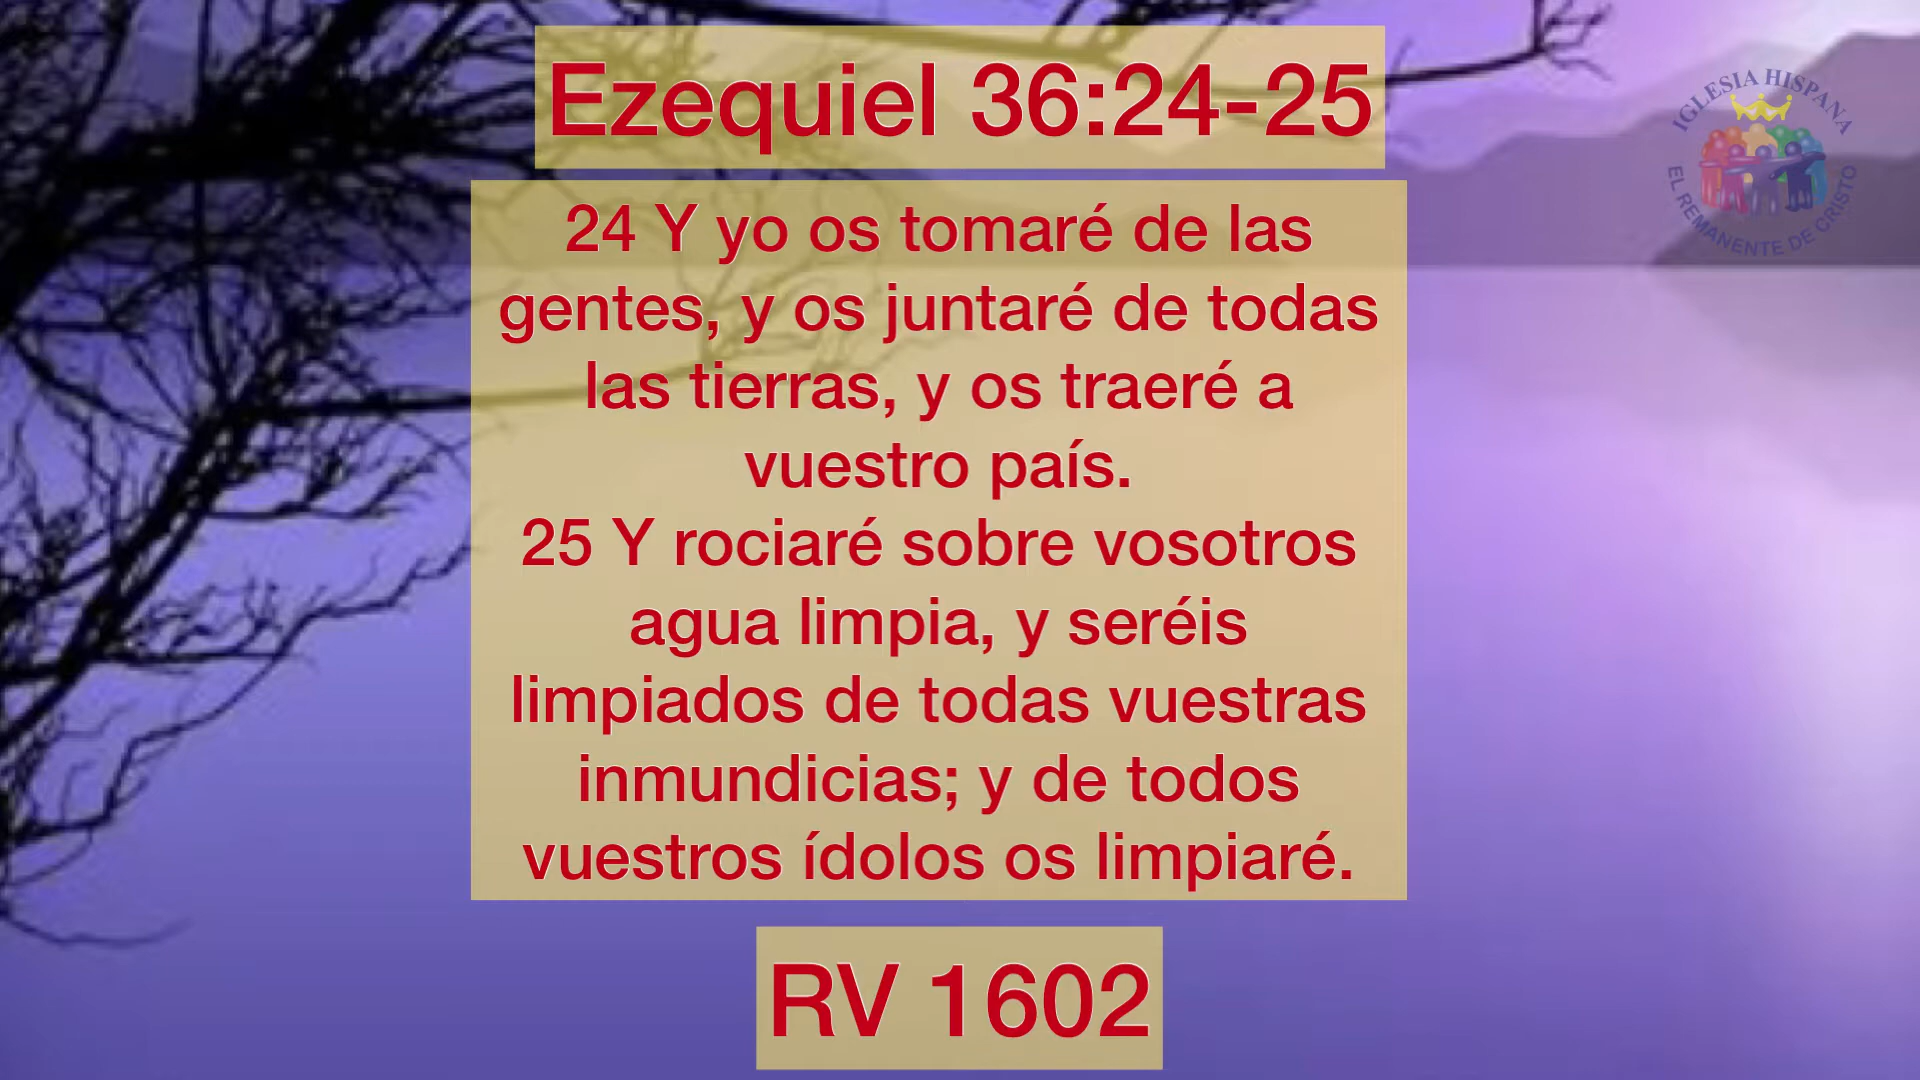 Ezequiel 36:24-25
IGLESIA HISPANA
EL REMANENTE DE CRISTO
24 Y yo os tomaré de las
gentes, y os juntaré de todas
las tierras, y os traeré a
vuestro país.
25 Y rociaré sobre vosotros
agua limpia, y seréis
limpiados de todas vuestras
inmundicias; y de todos
vuestros ídolos os limpiaré.
RV 1602